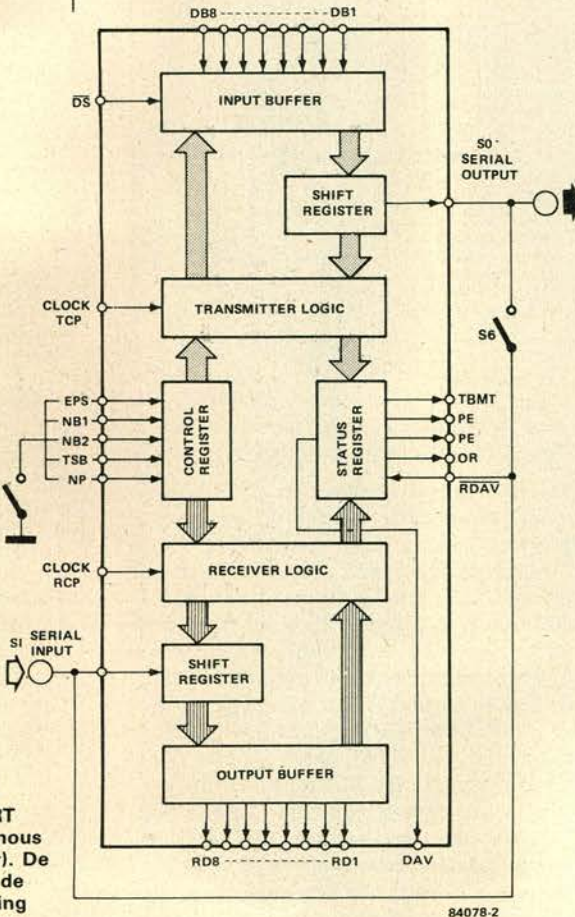 DB8 DB1
DS
INPUT BUFFER
S0
SERIAL
OUTPUT
SHIFT
REGISTER
CLOCK
TCP
TRANSMITTER LOGIC
S6
EPS
NB1
NB2
TSB
NP
CONTROL
REGISTER
STATUS
REGISTER
TBMT
PE
PE
OR
RDAV
CLOCK
RCP
RECEIVER LOGIC
SI SERIAL
INPUT
SHIFT
REGISTER
OUTPUT BUFFER
RT
nous
r). De
de
ing
RD8 RD1 DAV
84078-2